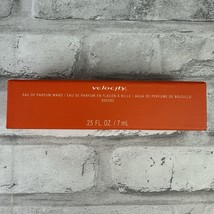 velocity.
EAU DE PARFUM WAND / EAU DE PARFUM EN FLACON À BILLE / AGUA DE PERFUME DE BOLSILLO
.25 FL. OZ. / 7 mL